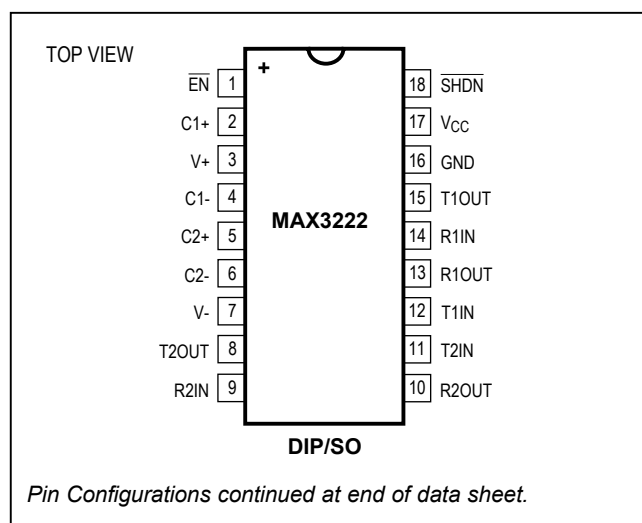 TOP VIEW
+
E̅N̅ 1
C1+ 2
V+ 3
C1- 4
C2+ 5
C2- 6
V- 7
T2OUT 8
R2IN 9
MAX3222
18 S̅H̅D̅N̅
17 VCC
16 GND
15 T1OUT
14 R1IN
13 R1OUT
12 T1IN
11 T2IN
10 R2OUT
DIP/SO
Pin Configurations continued at end of data sheet.